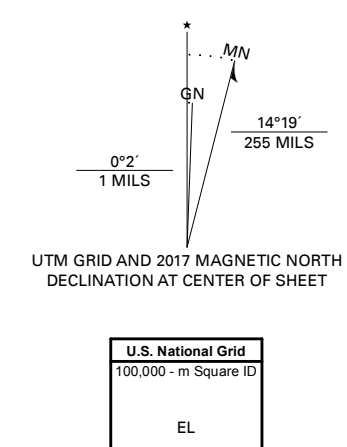 ★
MN
GN
14°19´
255 MILS
0°2´
1 MILS
UTM GRID AND 2017 MAGNETIC NORTH
DECLINATION AT CENTER OF SHEET
U.S. National Grid
100,000 - m Square ID
EL